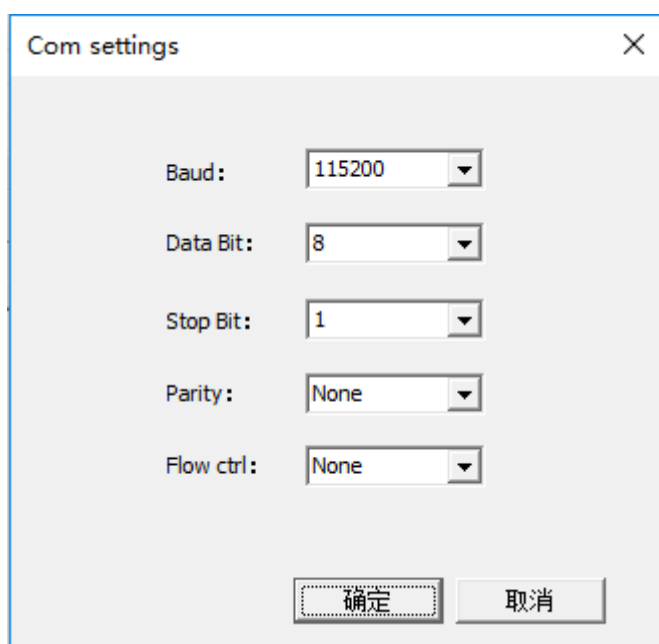 Com settings
Baud: 115200
Data Bit: 8
Stop Bit: 1
Parity: None
Flow ctrl: None
确定 取消